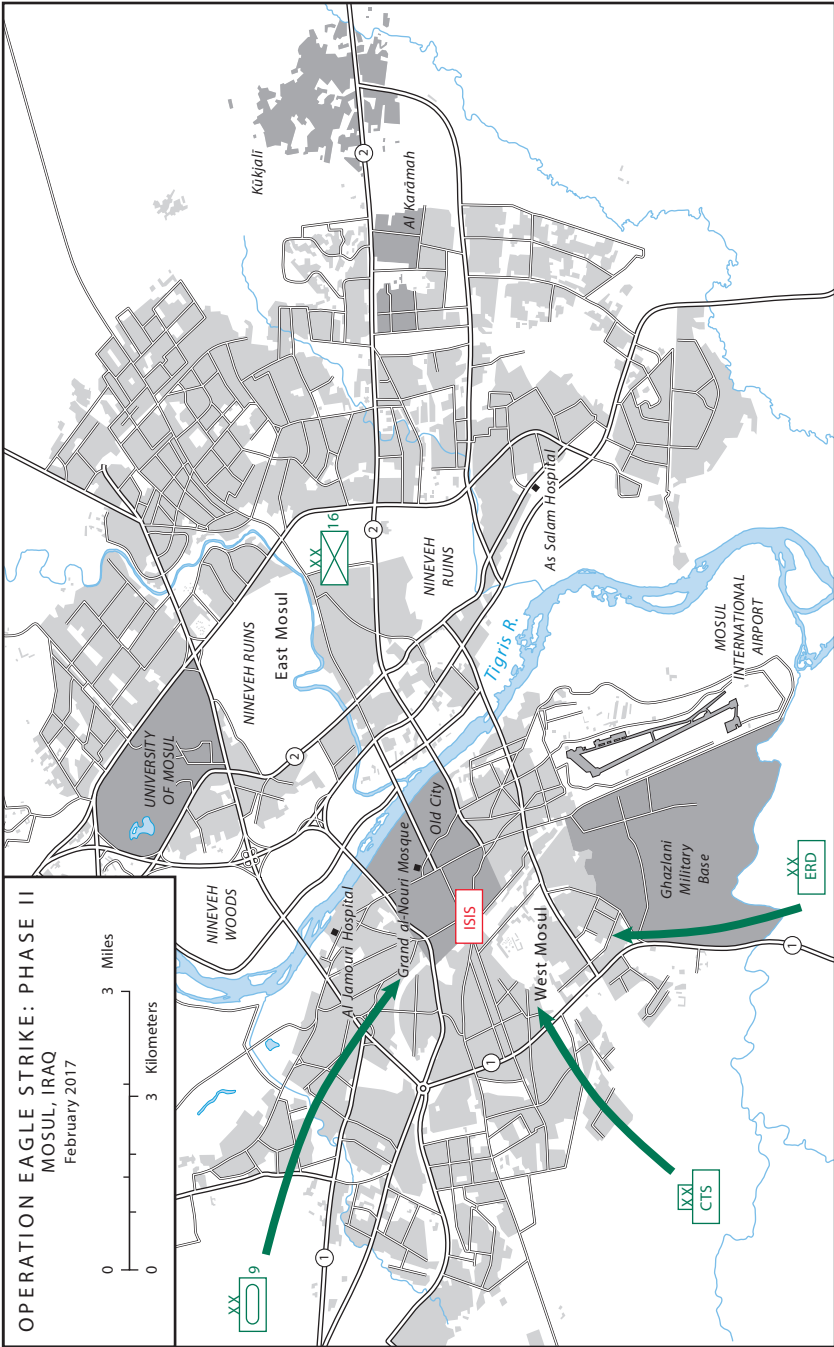 OPERATION EAGLE STRIKE: PHASE II
MOSUL, IRAQ
February 2017
0 3 Miles
0 3 Kilometers
XX
9
1
Al Jamouri Hospital
NINEVEH
WOODS
UNIVERSITY
OF MOSUL
NINEVEH RUINS
East Mosul
2
XX
16
2
NINEVEH
RUINS
Kūkjalī
2
Al Karāmah
As Salam Hospital
Tigris R.
Grand al-Nouri Mosque
Old City
ISIS
West Mosul
1
XX
CTS
MOSUL
INTERNATIONAL
AIRPORT
Ghazlani
Military
Base
XX
ERD
1